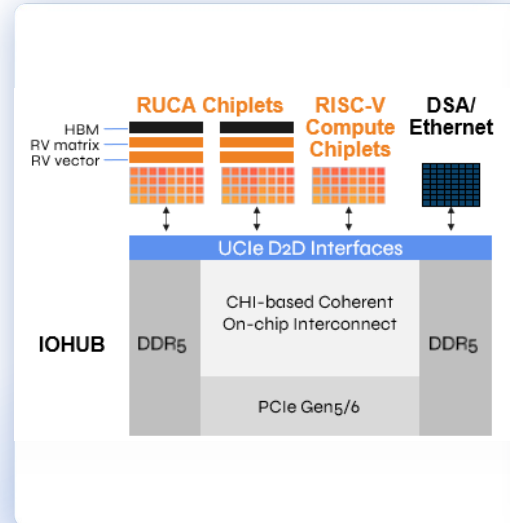 RUCA Chiplets
RISC-V
Compute
Chiplets
DSA/
Ethernet
HBM
RV matrix
RV vector
UCIe D2D Interfaces
IOHUB
DDR5
CHI-based Coherent
On-chip Interconnect
DDR5
PCIe Gen5/6